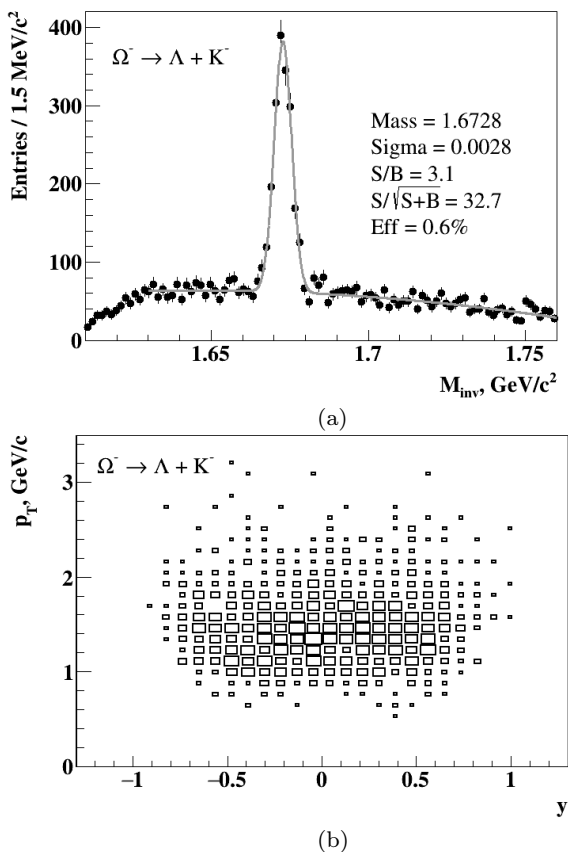 400
300
200
100
0
Entries / 1.5 MeV/c²
Ω⁻ → Λ + K⁻
Mass = 1.6728
Sigma = 0.0028
S/B = 3.1
S/√S+B = 32.7
Eff = 0.6%
1.65 1.7 1.75
M_inv, GeV/c²
(a)
p_T, GeV/c
Ω⁻ → Λ + K⁻
3
2
1
0
−1 −0.5 0 0.5 1
y
(b)